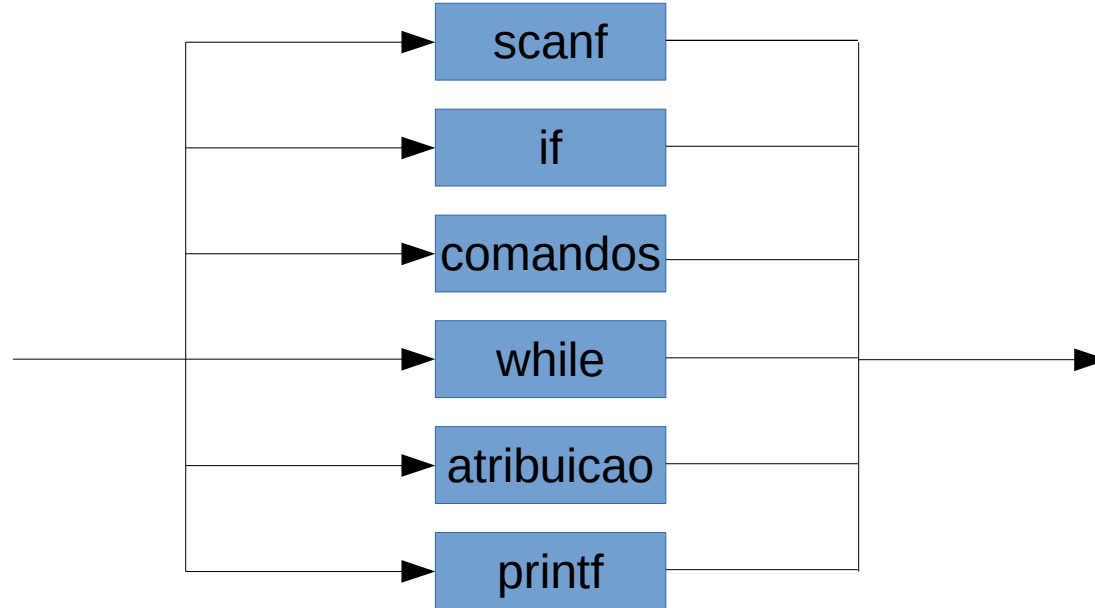 scanf
if
comandos
while
atribuicao
printf